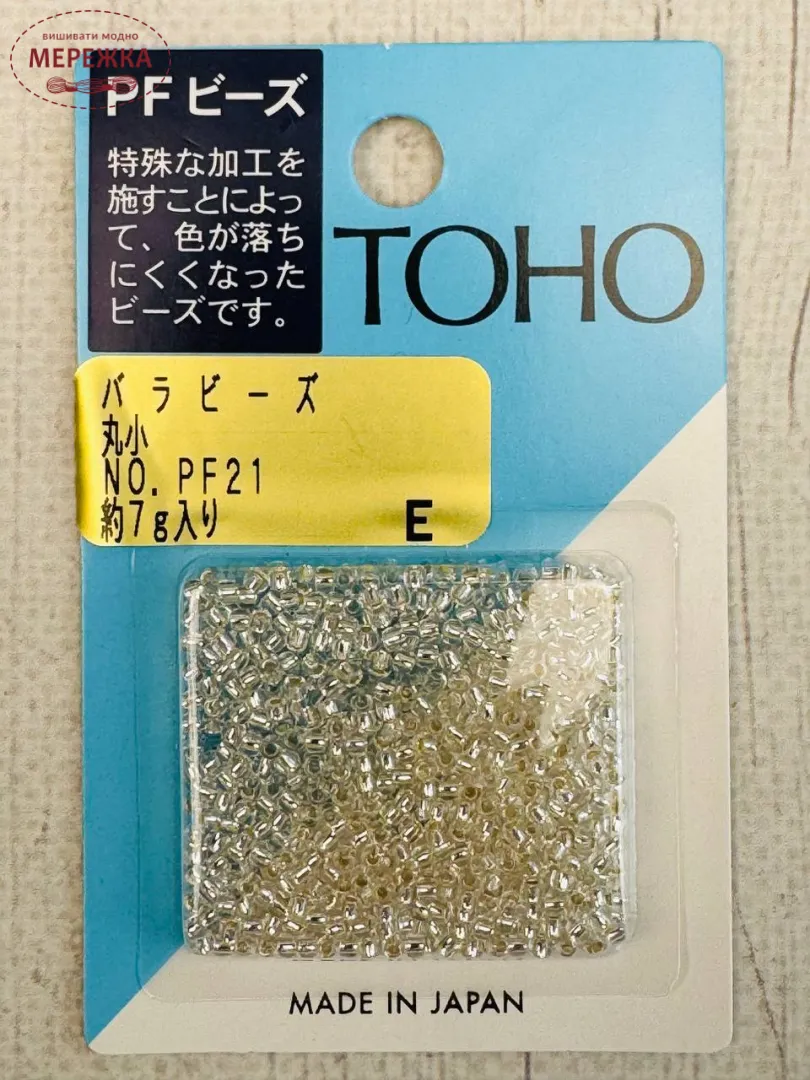 вишивати модно
МЕРЕЖКА
PFビーズ
特殊な加工を
施すことによっ
て、色が落ち
にくくなった
ビーズです。
TOHO
バラビーズ
丸小
NO.PF21
約7g入り
E
MADE IN JAPAN